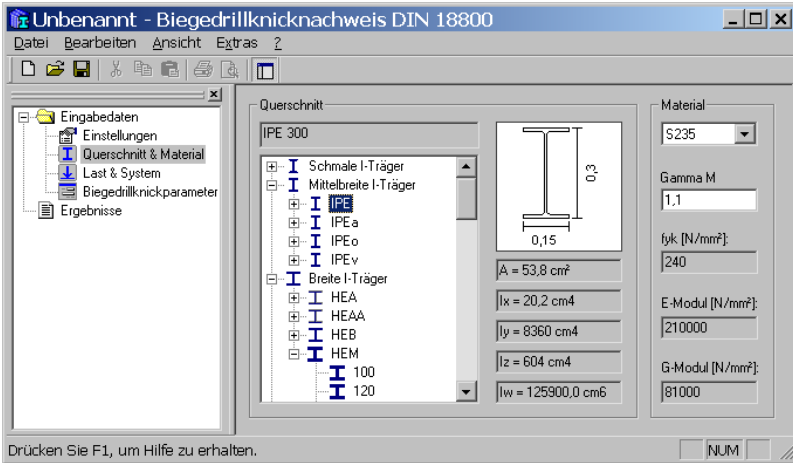 Unbenannt - Biegedrillknicknachweis DIN 18800
Datei Bearbeiten Ansicht Extras ?
Eingabedaten
Einstellungen
Querschnitt & Material
Last & System
Biegedrillknickparameter
Ergebnisse
Querschnitt
IPE 300
Schmale I-Träger
Mittelbreite I-Träger
IPE
IPEa
IPEo
IPEv
Breite I-Träger
HEA
HEAA
HEB
HEM
100
120
0,3
0,15
A = 53,8 cm²
Ix = 20,2 cm4
Iy = 8360 cm4
Iz = 604 cm4
Iw = 125900,0 cm6
Material
S235
Gamma M
1,1
fyk [N/mm²]:
240
E-Modul [N/mm²]:
210000
G-Modul [N/mm²]:
81000
Drücken Sie F1, um Hilfe zu erhalten.
NUM